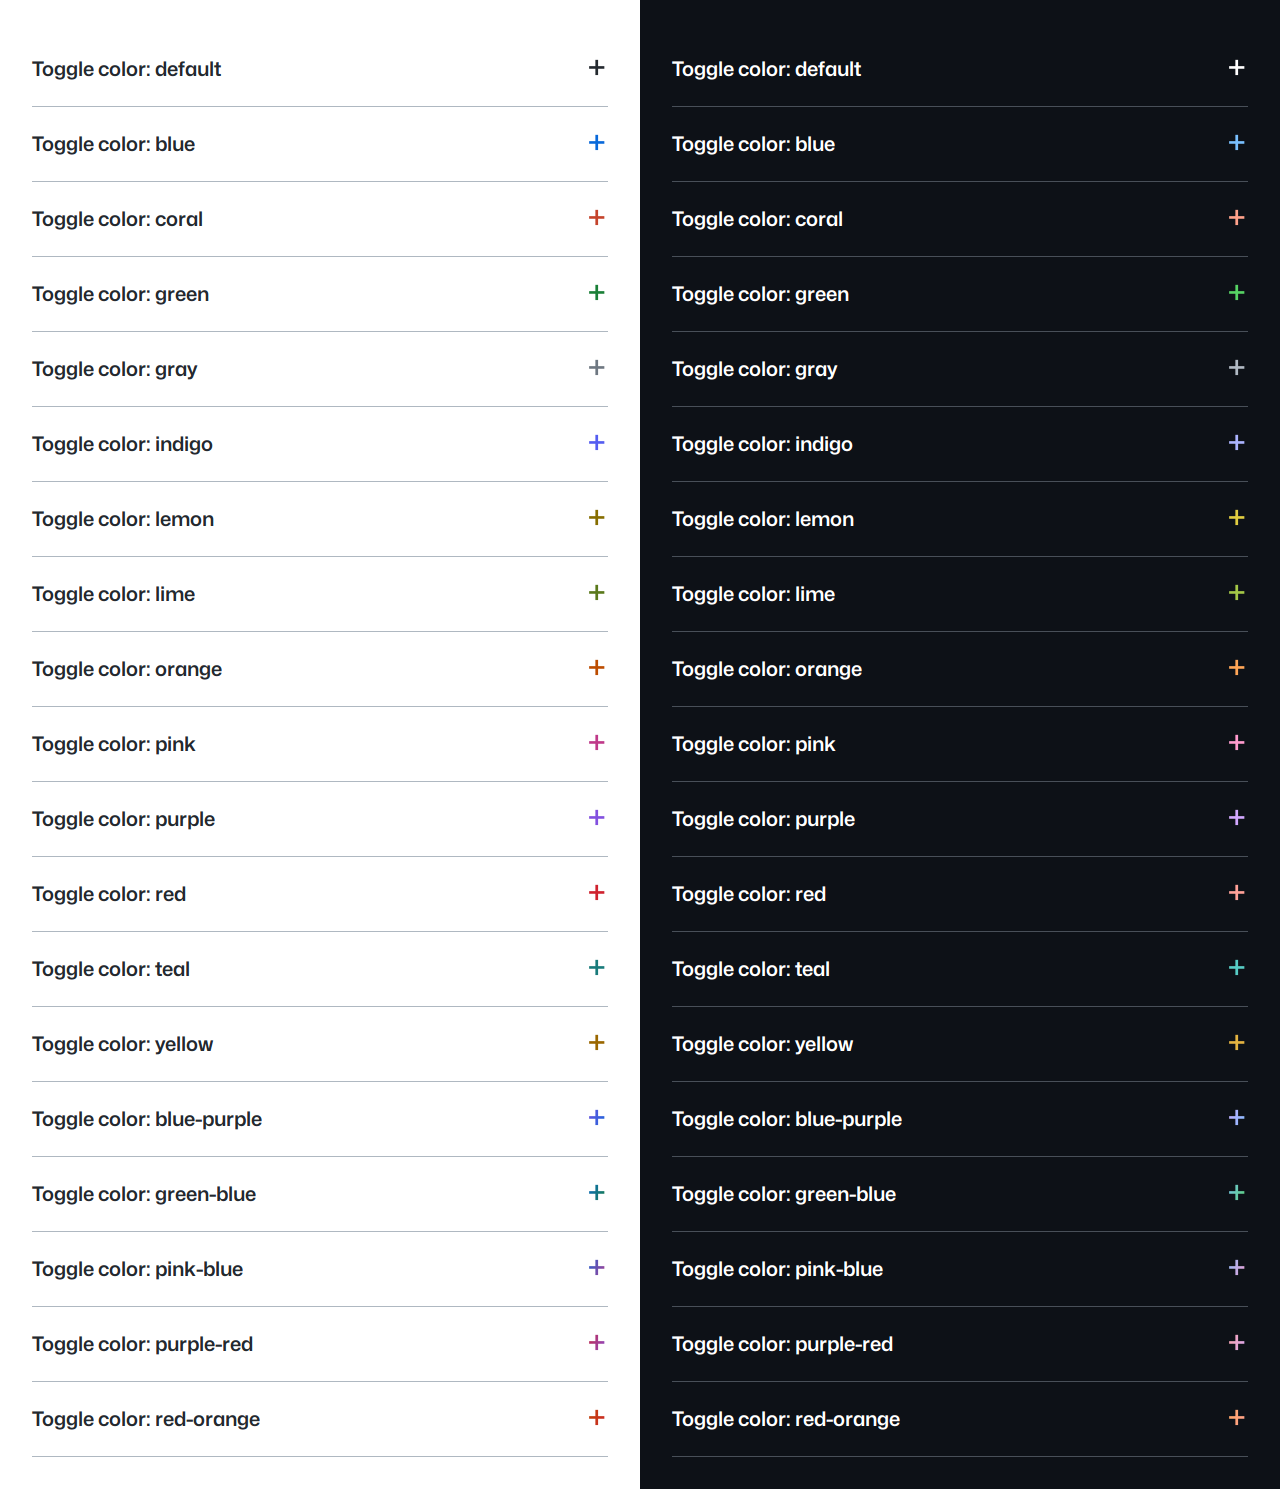 Toggle color: default
Toggle color: blue
Toggle color: coral
Toggle color: green
Toggle color: gray
Toggle color: indigo
Toggle color: lemon
Toggle color: lime
Toggle color: orange
Toggle color: pink
Toggle color: purple
Toggle color: red
Toggle color: teal
Toggle color: yellow
Toggle color: blue-purple
Toggle color: green-blue
Toggle color: pink-blue
Toggle color: purple-red
Toggle color: red-orange
Toggle color: default
Toggle color: blue
Toggle color: coral
Toggle color: green
Toggle color: gray
Toggle color: indigo
Toggle color: lemon
Toggle color: lime
Toggle color: orange
Toggle color: pink
Toggle color: purple
Toggle color: red
Toggle color: teal
Toggle color: yellow
Toggle color: blue-purple
Toggle color: green-blue
Toggle color: pink-blue
Toggle color: purple-red
Toggle color: red-orange